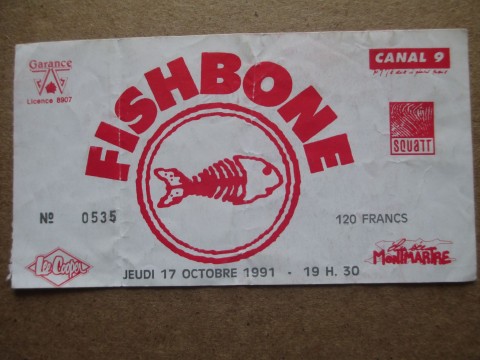 Garance
Licence 8907
FISHBONE
CANAL 9
SQUATT
Nº 0535
120 FRANCS
Lee Cooper
JEUDI 17 OCTOBRE 1991 - 19 H. 30
MONTMARTRE